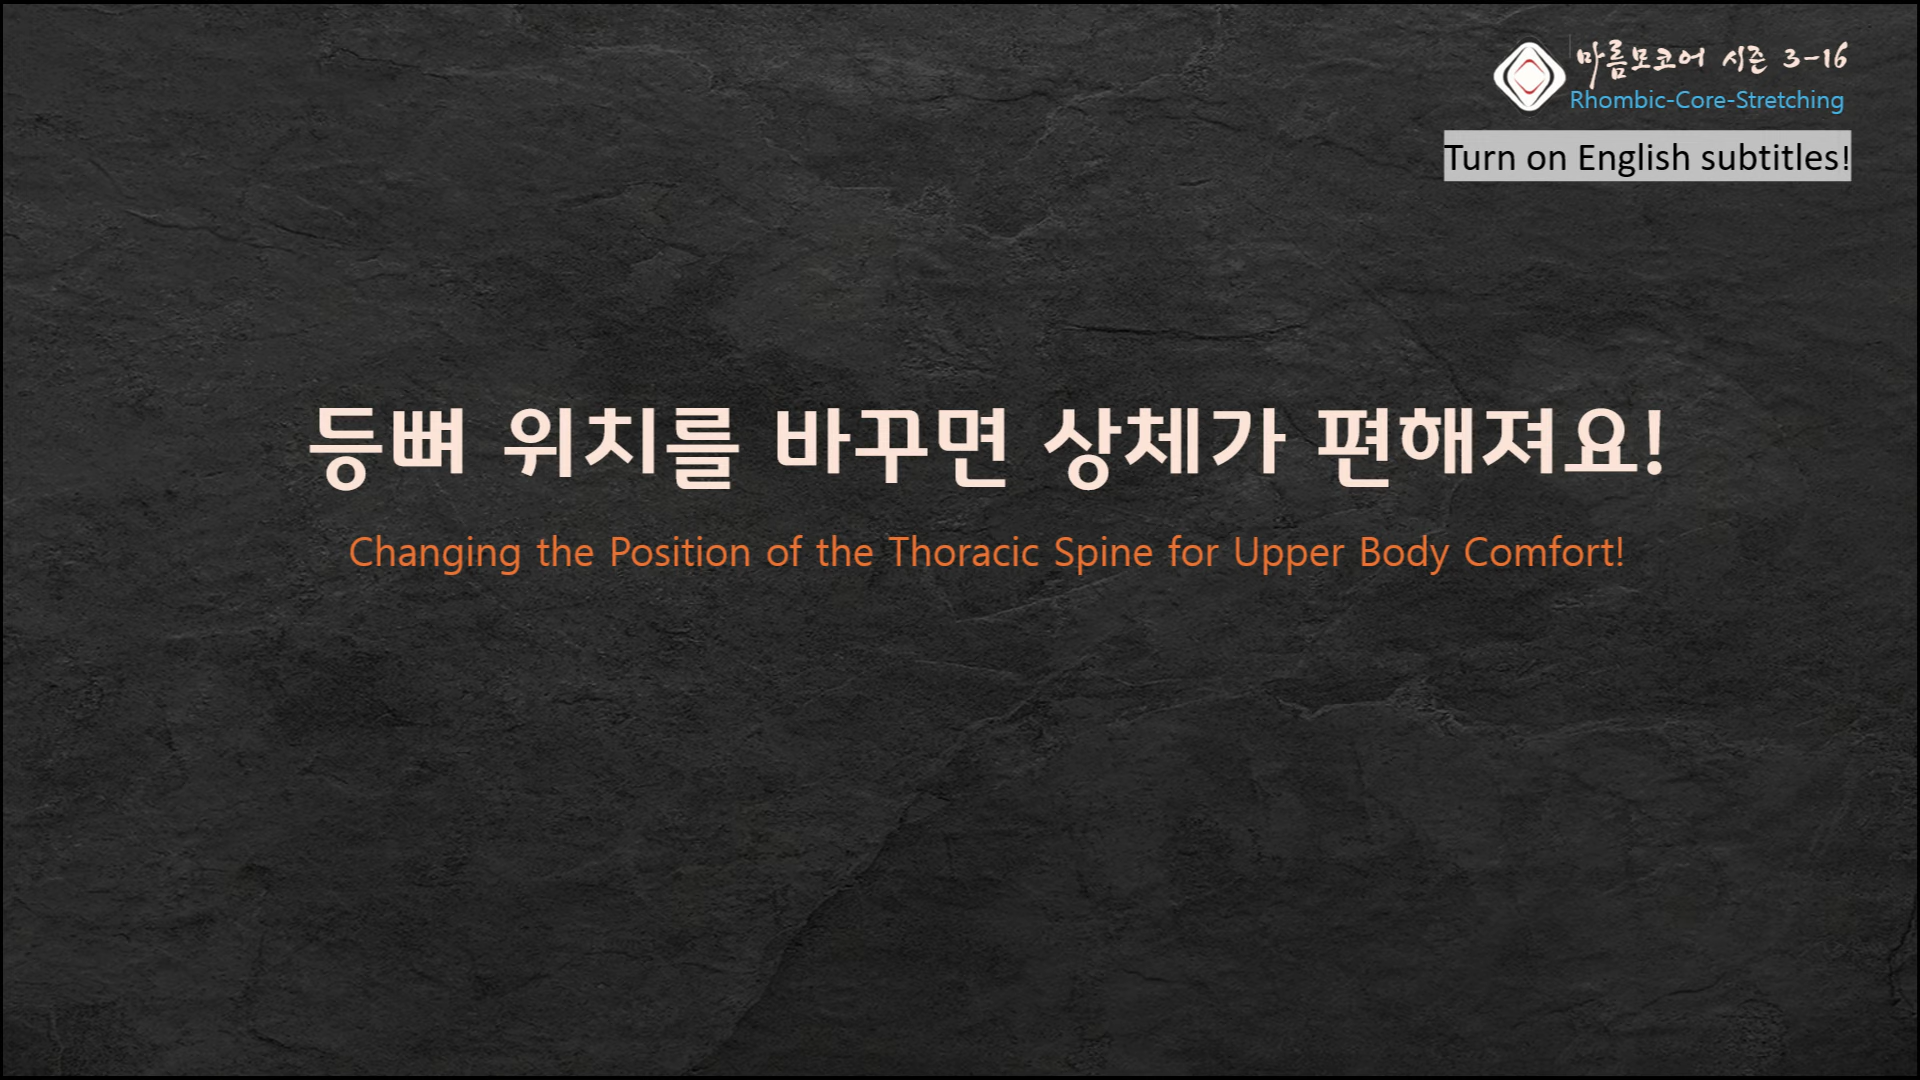 마름모코어 시즌 3-16
Rhombic-Core-Stretching
Turn on English subtitles!
등뼈 위치를 바꾸면 상체가 편해져요!
Changing the Position of the Thoracic Spine for Upper Body Comfort!